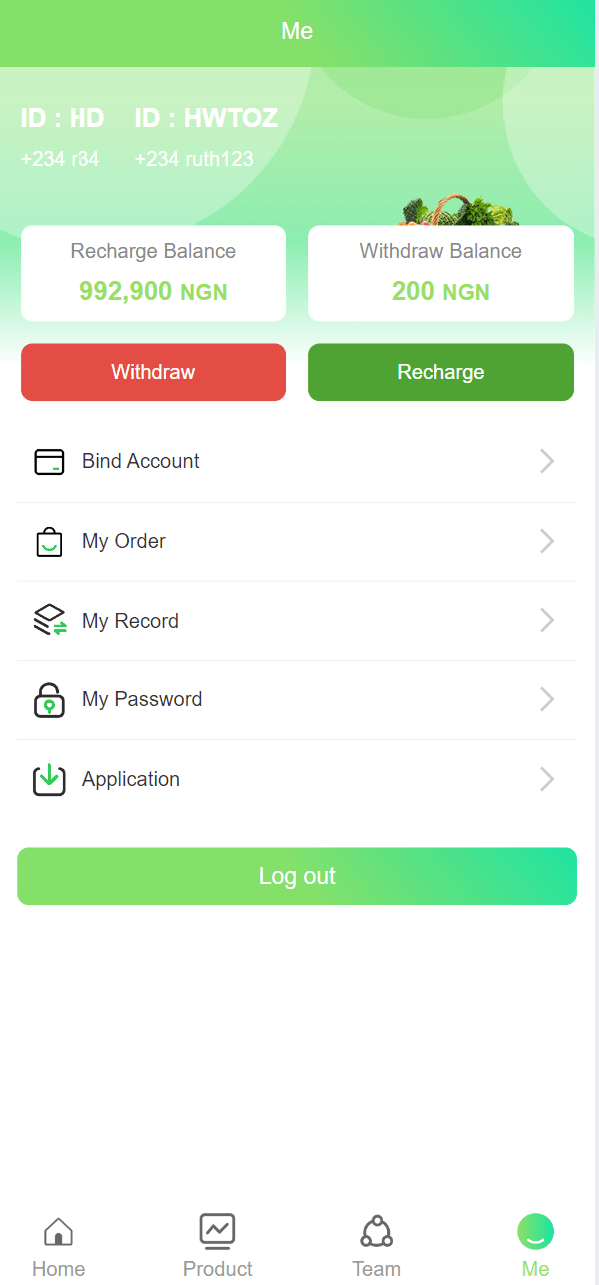 Me
ID : HD ID : HWTOZ
+234 r34 +234 ruth123
Recharge Balance Withdraw Balance
992,900 NGN 200 NGN
Withdraw Recharge
Bind Account
My Order
My Record
My Password
Application
Log out
Home Product Team Me